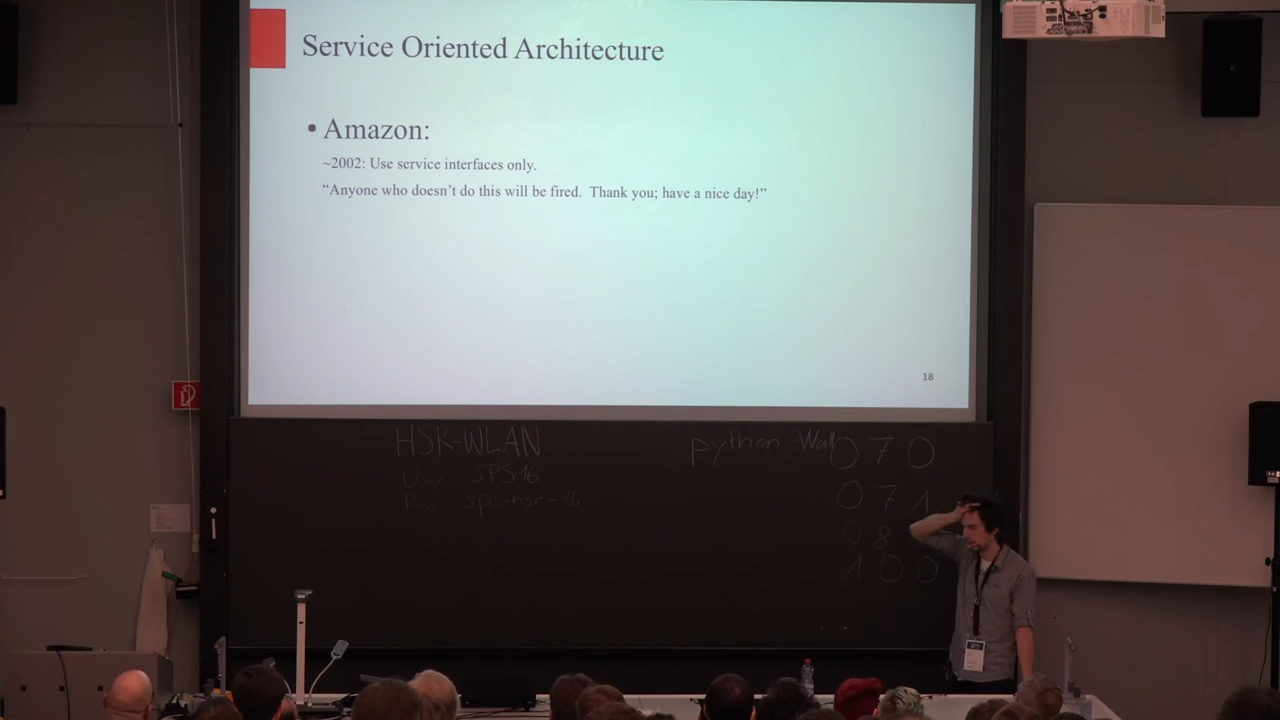 Service Oriented Architecture
• Amazon:
~2002: Use service interfaces only.
“Anyone who doesn’t do this will be fired.  Thank you; have a nice day!”
18
HSR-WLAN
User SPS16
Pass sps-hsr-16
python Wall
070
071
08
100